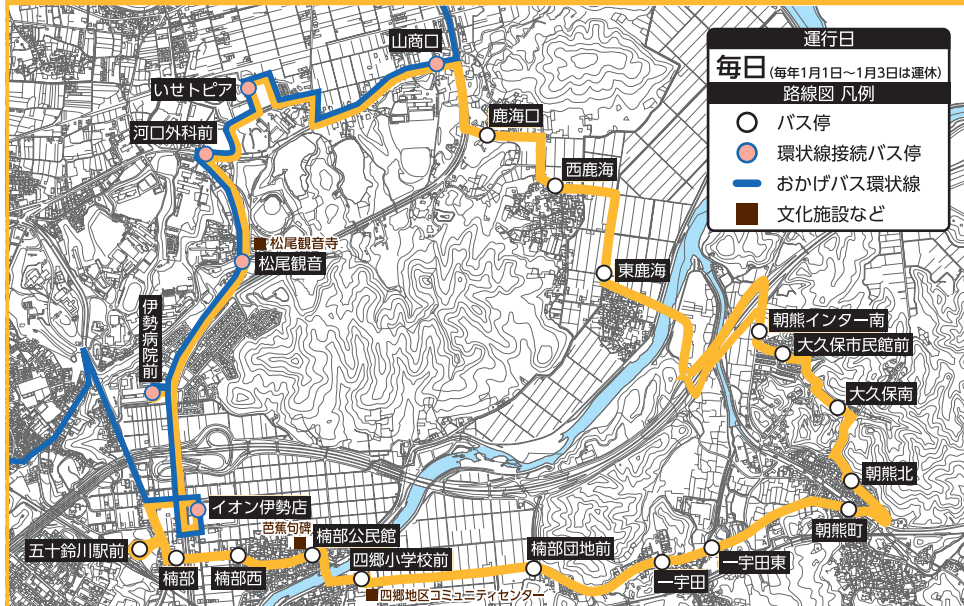 運行日
毎日(毎年1月1日~1月3日は運休)
路線図 凡例
バス停
環状線接続バス停
おかげバス環状線
文化施設など
山商口
いせトピア
河口外科前
鹿海口
西鹿海
松尾観音寺
松尾観音
東鹿海
伊勢病院前
朝熊インター南
大久保市民館前
大久保南
朝熊北
朝熊町
イオン伊勢店
芭蕉句碑
楠部公民館
五十鈴川駅前
楠部
楠部西
四郷小学校前
楠部団地前
一宇田
一宇田東
四郷地区コミュニティセンター